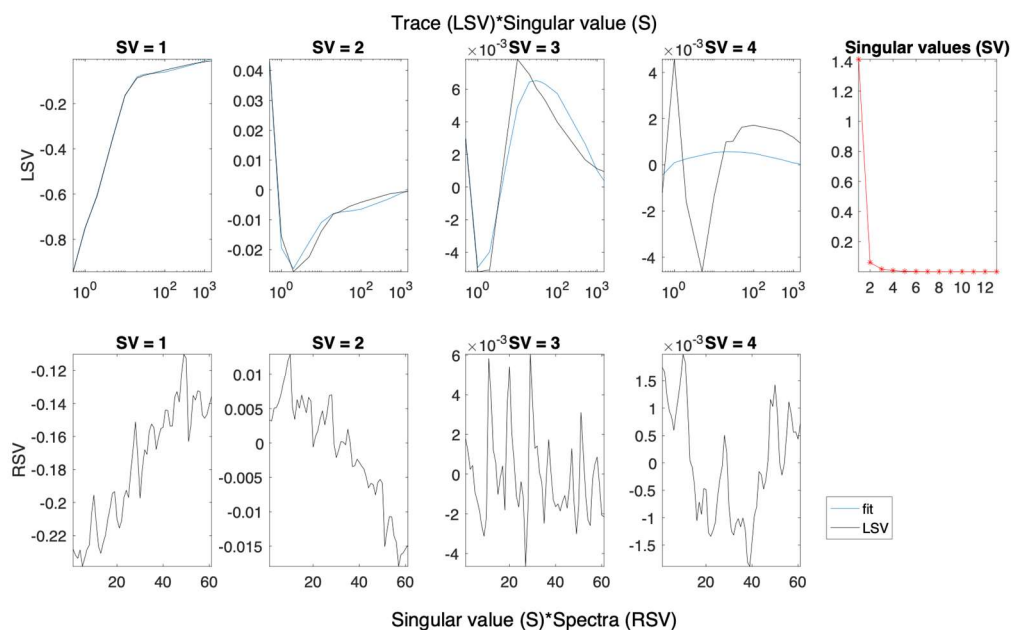 Trace (LSV)*Singular value (S)
SV = 1
SV = 2
×10⁻³ SV = 3
×10⁻³ SV = 4
Singular values (SV)
LSV
-0.2
-0.4
-0.6
-0.8
0.04
0.03
0.02
0.01
0
-0.01
-0.02
6
4
2
0
-2
-4
4
2
0
-2
-4
1.4
1.2
1
0.8
0.6
0.4
0.2
10⁰ 10¹ 10² 10³
10⁰ 10¹ 10² 10³
10⁰ 10¹ 10² 10³
10⁰ 10¹ 10² 10³
2 4 6 8 10 12
SV = 1
SV = 2
×10⁻³ SV = 3
×10⁻³ SV = 4
RSV
-0.12
-0.14
-0.16
-0.18
-0.2
-0.22
0.01
0.005
0
-0.005
-0.01
-0.015
6
4
2
0
-2
-4
1.5
1
0.5
0
-0.5
-1
-1.5
20 40 60
20 40 60
20 40 60
20 40 60
fit
LSV
Singular value (S)*Spectra (RSV)